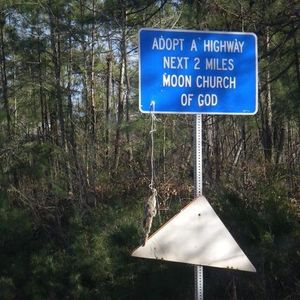 ADOPT A HIGHWAY
NEXT 2 MILES
MOON CHURCH
OF GOD